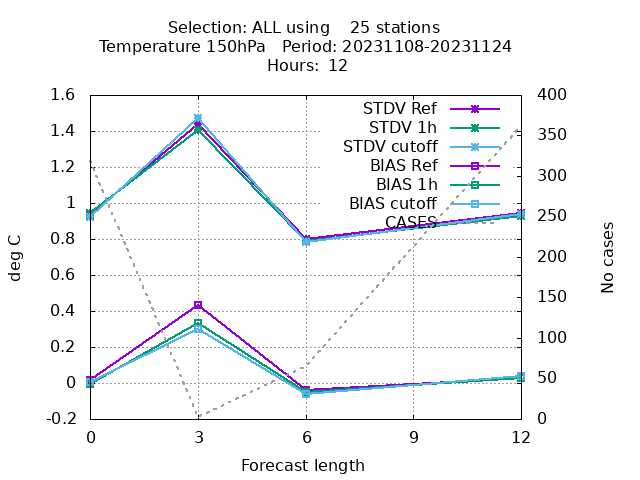 Selection: ALL using    25 stations
Temperature 150hPa   Period: 20231108-20231124
Hours:  12
1.6
1.4
1.2
1
0.8
0.6
0.4
0.2
0
-0.2
deg C
STDV Ref
STDV 1h
STDV cutoff
BIAS Ref
BIAS 1h
BIAS cutoff
CASES
400
350
300
250
200
150
100
50
0
No cases
0
3
6
9
12
Forecast length